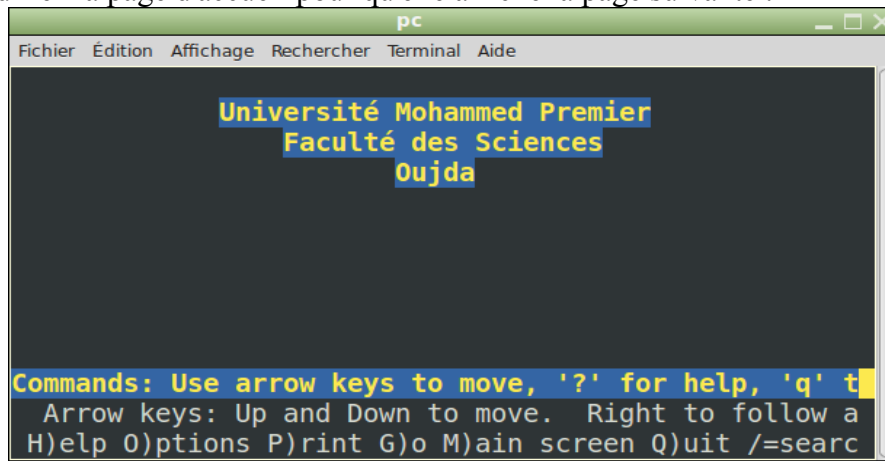 pc
Fichier Édition Affichage Rechercher Terminal Aide
Université Mohammed Premier
Faculté des Sciences
Oujda
Commands: Use arrow keys to move, '?' for help, 'q' t
Arrow keys: Up and Down to move. Right to follow a
H)elp O)ptions P)rint G)o M)ain screen Q)uit /=searc